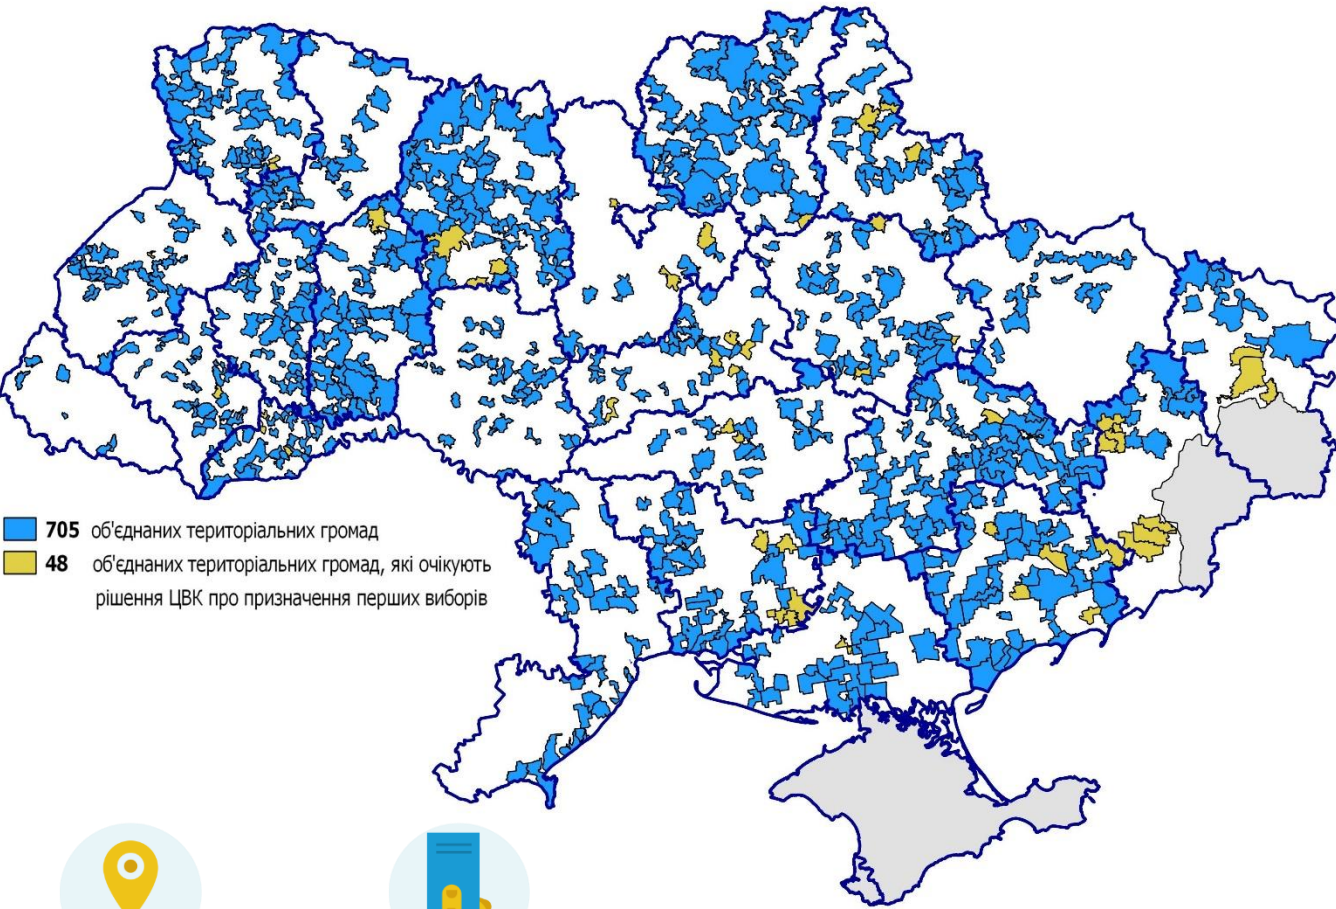 705 об'єднаних територіальних громад
48 об'єднаних територіальних громад, які очікують
рішення ЦВК про призначення перших виборів